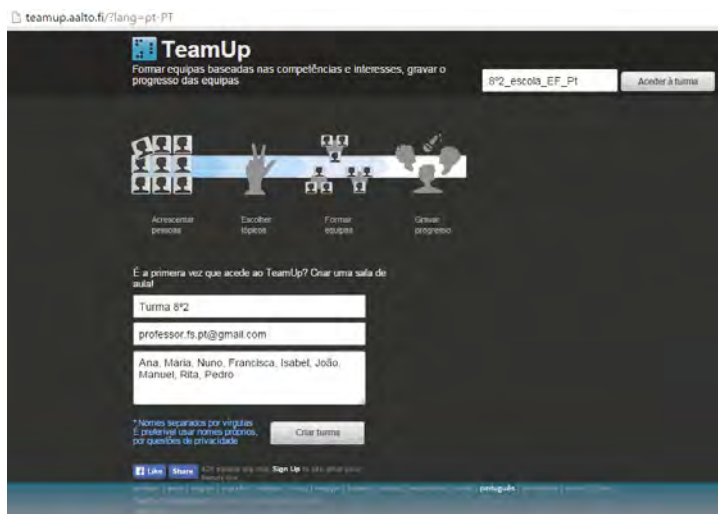 teamup.aalto.fi/?lang=pt-PT
TeamUp
Formar equipas baseadas nas competências e interesses, gravar o
progresso das equipas
8º2_escola_EF_Pt
Aceder à turma
Acrescentar
pessoas
Escolher
tópicos
Formar
equipas
Gravar
progresso
É a primeira vez que acede ao TeamUp? Criar uma sala de
aula!
Turma 8º2
professor.fs.pt@gmail.com
Ana, Maria, Nuno, Francisca, Isabel, João,
Manuel, Rita, Pedro
* Nomes separados por vírgulas
É preferível usar nomes próprios,
por questões de privacidade
Criar turma
Like
Share
Sign Up
português